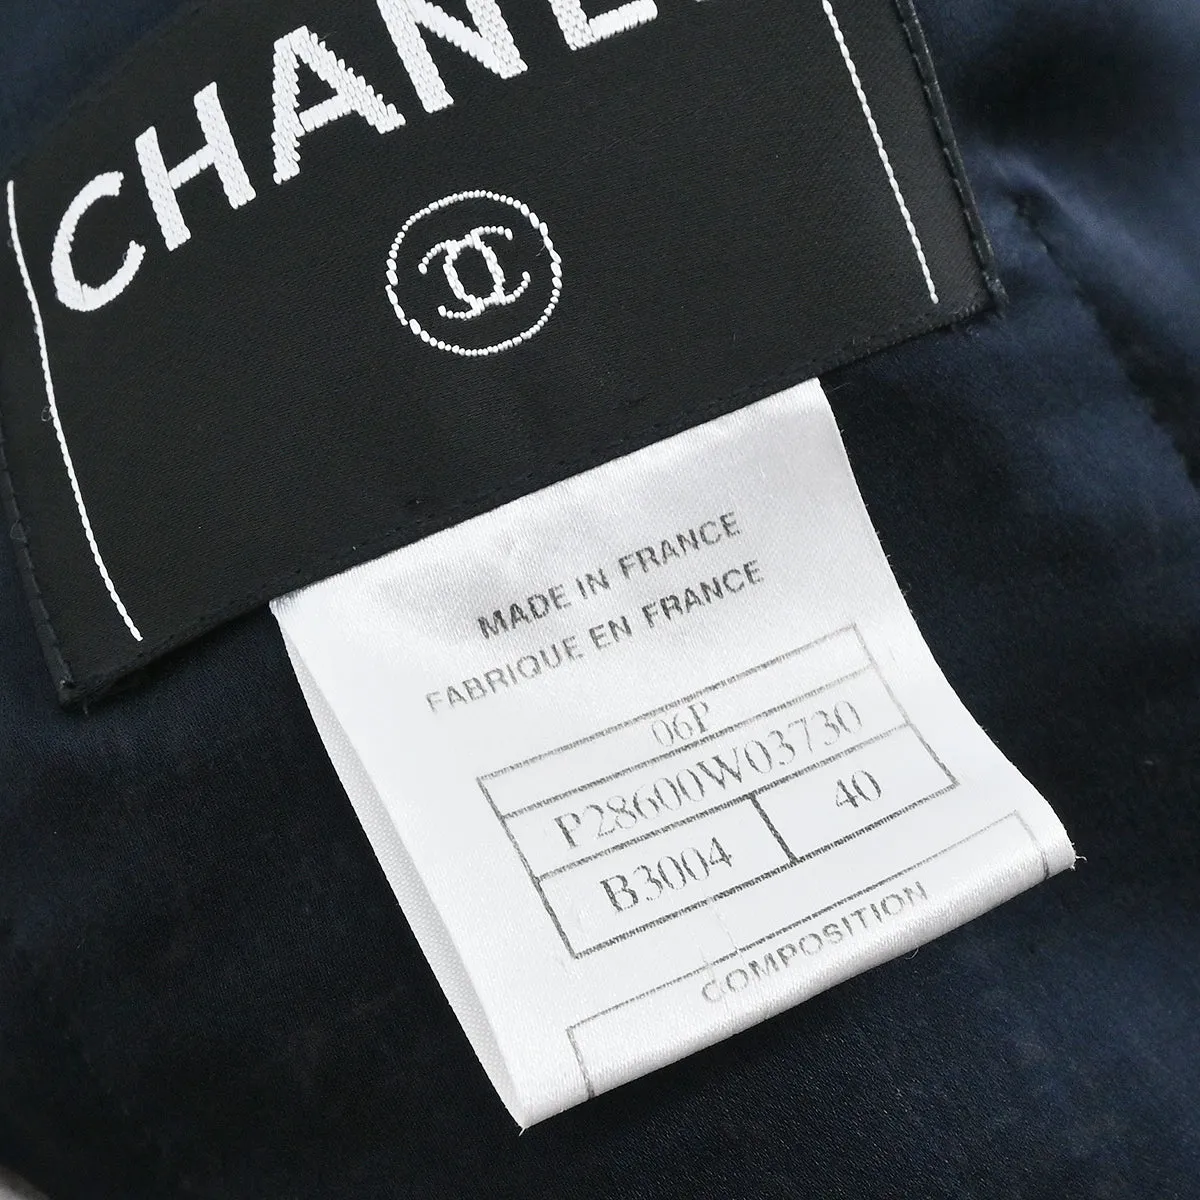 CHANEL
MADE IN FRANCE
FABRIQUE EN FRANCE
06P
P28600W03730
B3004 40
COMPOSITION